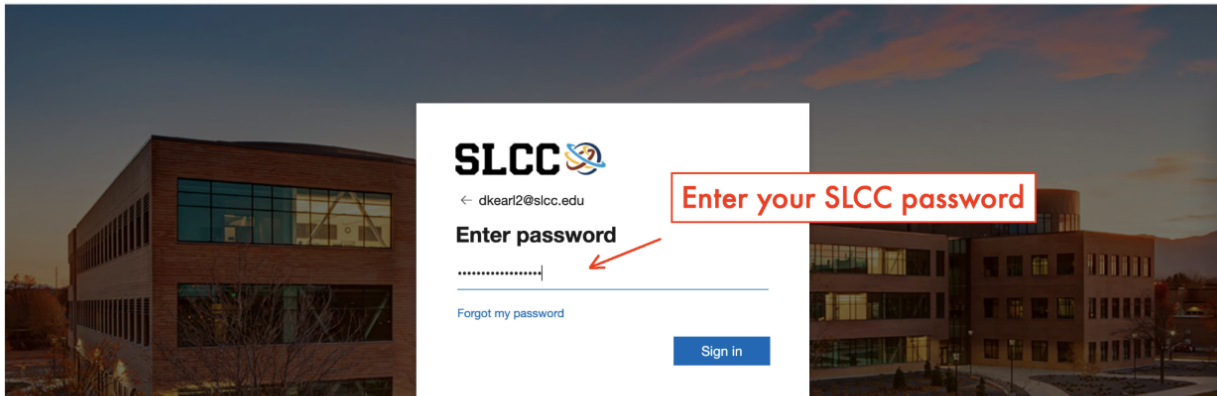 SLCC
← dkearl2@slcc.edu
Enter your SLCC password
Enter password
••••••••••••••••••
Forgot my password
Sign in